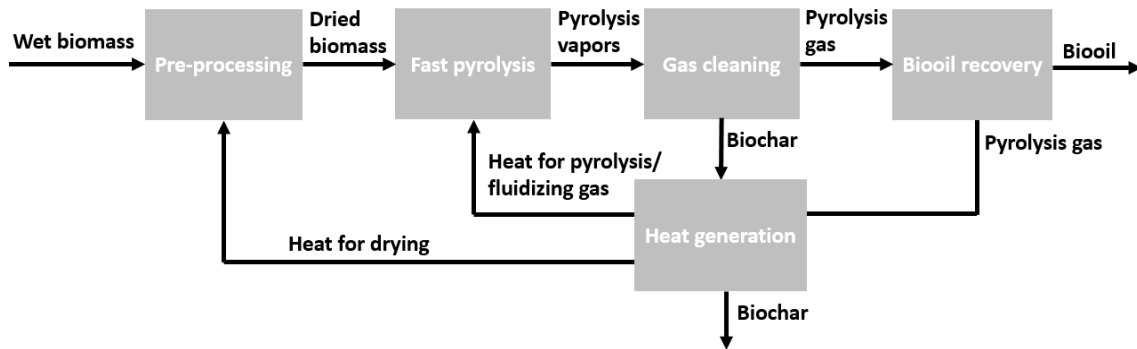 Wet biomass
Pre-processing
Dried
biomass
Fast pyrolysis
Pyrolysis
vapors
Gas cleaning
Pyrolysis
gas
Biooil recovery
Biooil
Biochar
Pyrolysis gas
Heat for pyrolysis/
fluidizing gas
Heat generation
Heat for drying
Biochar